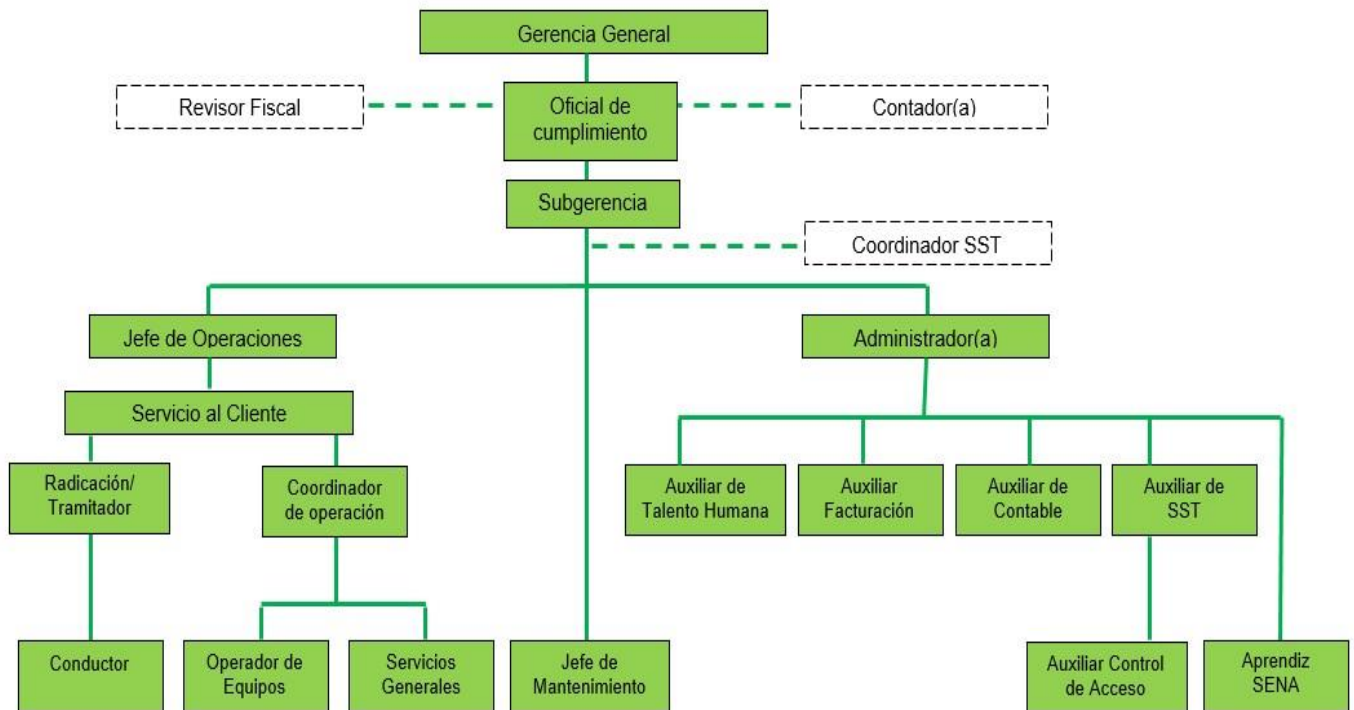 Gerencia General
Revisor Fiscal
Oficial de
cumplimiento
Contador(a)
Subgerencia
Coordinador SST
Jefe de Operaciones
Administrador(a)
Servicio al Cliente
Radicación/
Tramitador
Coordinador
de operación
Auxiliar de
Talento Humana
Auxiliar
Facturación
Auxiliar de
Contable
Auxiliar de
SST
Conductor
Operador de
Equipos
Servicios
Generales
Jefe de
Mantenimiento
Auxiliar Control
de Acceso
Aprendiz
SENA